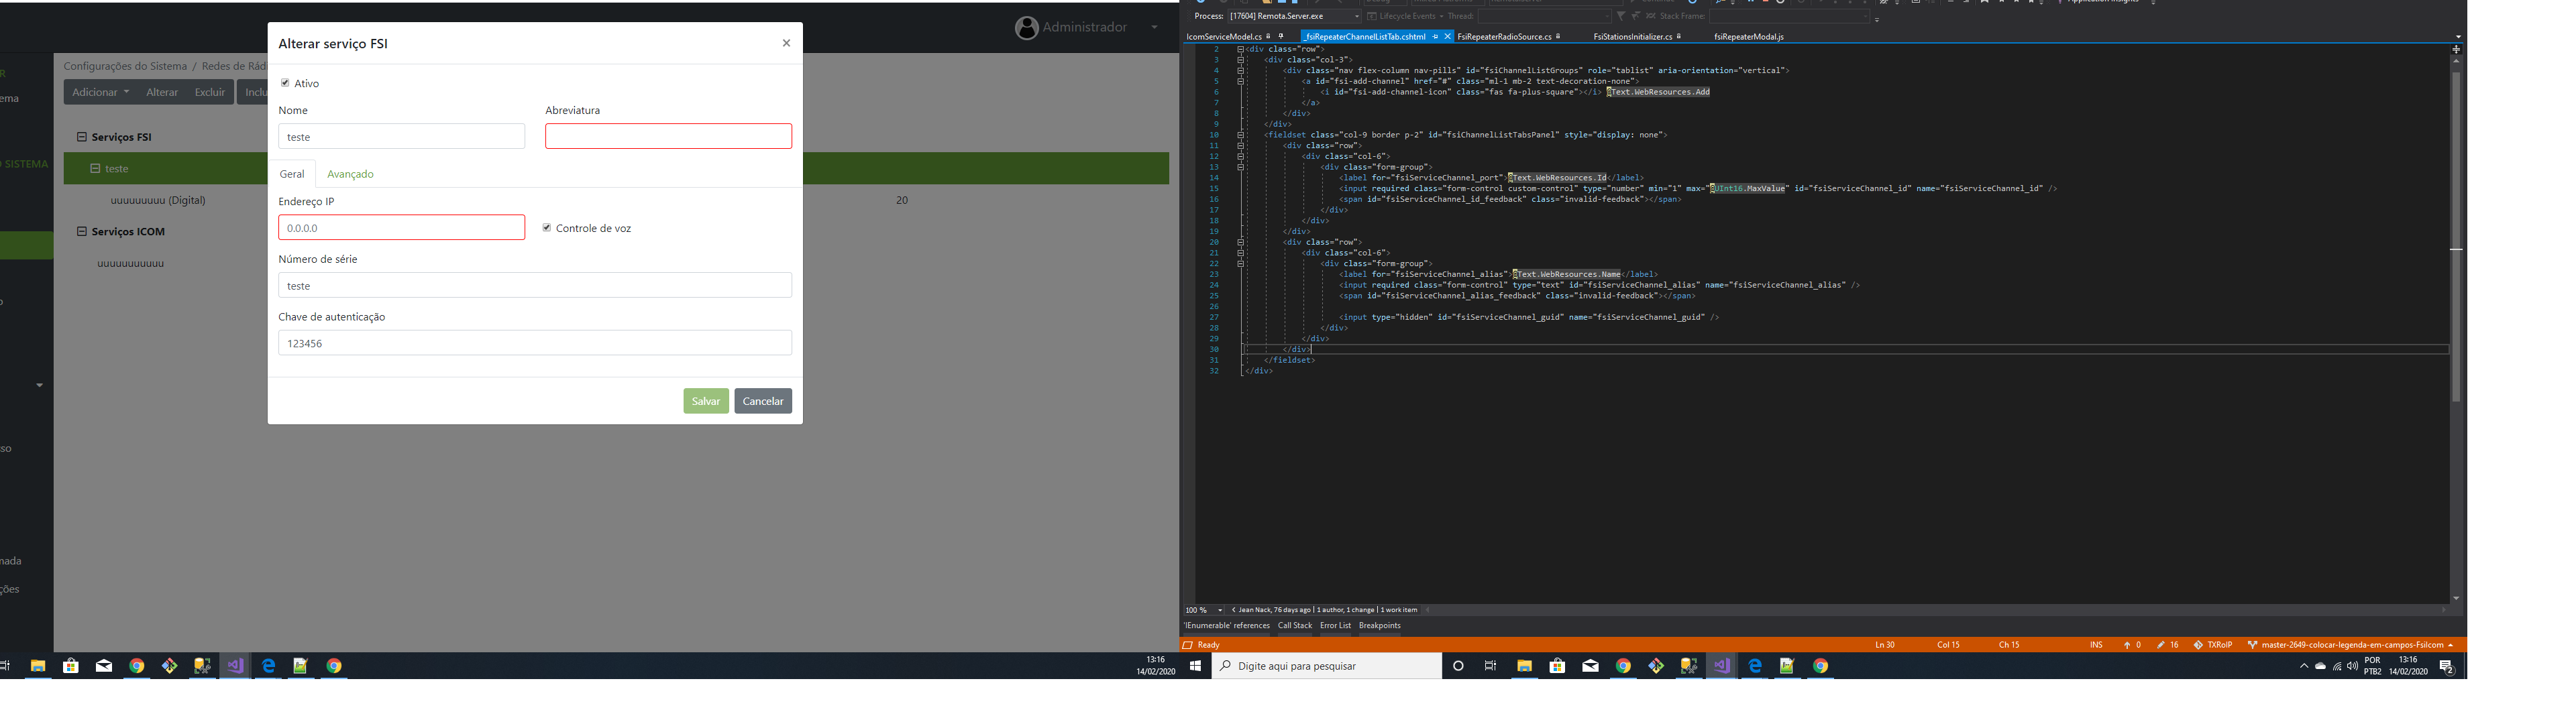 Administrador
R
ema
O SISTEMA
o
so
nada
ções
Configurações do Sistema / Redes de Rádi
Adicionar Alterar Excluir Inclu
Serviços FSI
teste
uuuuuuuuu (Digital) 20
Serviços ICOM
uuuuuuuuuuu
Alterar serviço FSI ×
Ativo
Nome Abreviatura
teste
Geral Avançado
Endereço IP
0.0.0.0 Controle de voz
Número de série
teste
Chave de autenticação
123456
Salvar Cancelar
13:16
14/02/2020
Process: [17604] Remota.Server.exe Lifecycle Events Thread: Stack Frame:
IcomServiceModel.cs _fsiRepeaterChannelListTab.cshtml FsiRepeaterRadioSource.cs FsiStationsInitializer.cs fsiRepeaterModal.js
2 <div class="row">
3 <div class="col-3">
4 <div class="nav flex-column nav-pills" id="fsiChannelListGroups" role="tablist" aria-orientation="vertical">
5 <a id="fsi-add-channel" href="#" class="ml-1 mb-2 text-decoration-none">
6 <i id="fsi-add-channel-icon" class="fas fa-plus-square"></i> @Text.WebResources.Add
7 </a>
8 </div>
9 </div>
10 <fieldset class="col-9 border p-2" id="fsiChannelListTabsPanel" style="display: none">
11 <div class="row">
12 <div class="col-6">
13 <div class="form-group">
14 <label for="fsiServiceChannel_port">@Text.WebResources.Id</label>
15 <input required class="form-control custom-control" type="number" min="1" max="@UInt16.MaxValue" id="fsiServiceChannel_id" name="fsiServiceChannel_id" />
16 <span id="fsiServiceChannel_id_feedback" class="invalid-feedback"></span>
17 </div>
18 </div>
19 </div>
20 <div class="row">
21 <div class="col-6">
22 <div class="form-group">
23 <label for="fsiServiceChannel_alias">@Text.WebResources.Name</label>
24 <input required class="form-control" type="text" id="fsiServiceChannel_alias" name="fsiServiceChannel_alias" />
25 <span id="fsiServiceChannel_alias_feedback" class="invalid-feedback"></span>
26
27 <input type="hidden" id="fsiServiceChannel_guid" name="fsiServiceChannel_guid" />
28 </div>
29 </div>
30 </div>
31 </fieldset>
32 </div>
100 % Jean Nack, 76 days ago | 1 author, 1 change | 1 work item
'IEnumerable' references Call Stack Error List Breakpoints
Ready Ln 30 Col 15 Ch 15 INS 0 16 TXRoIP master-2649-colocar-legenda-em-campos-FsiIcom
Digite aqui para pesquisar
POR
PTB2
13:16
14/02/2020
2